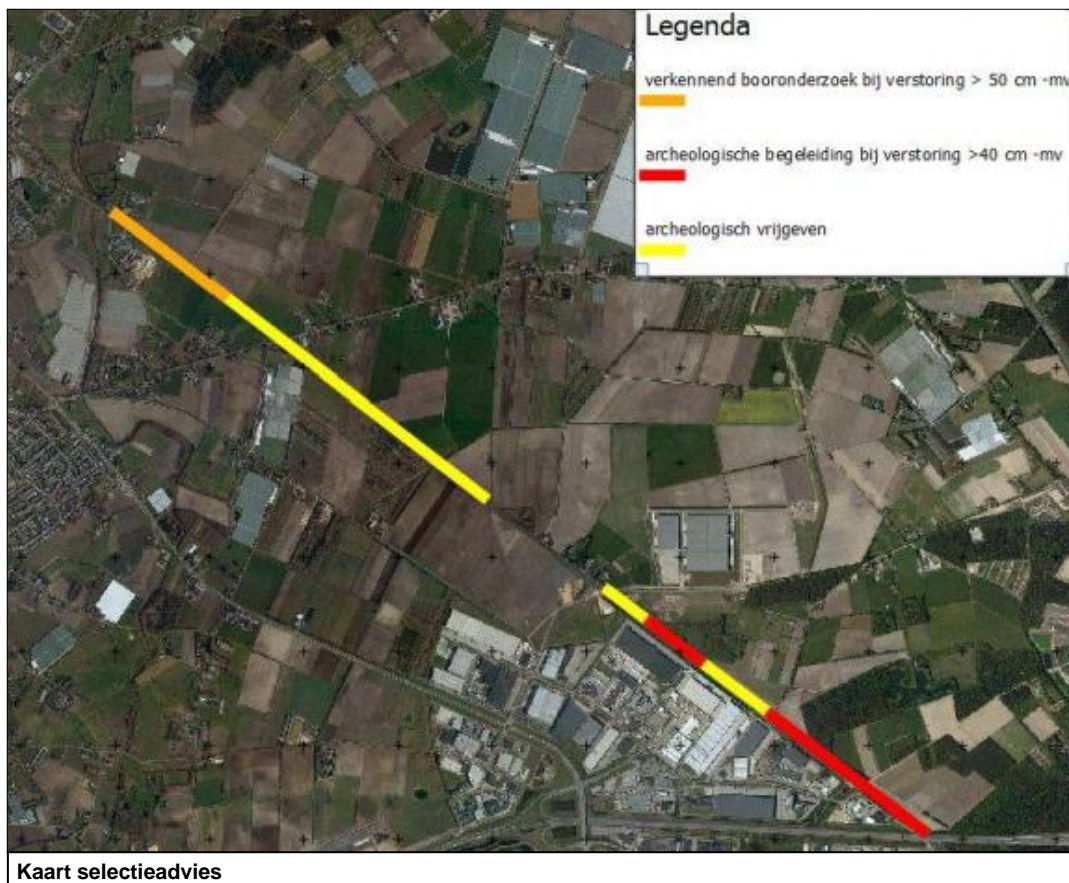 Legenda
verkennend booronderzoek bij verstoring > 50 cm -mv
archeologische begeleiding bij verstoring >40 cm -mv
archeologisch vrijgeven
Kaart selectieadvies